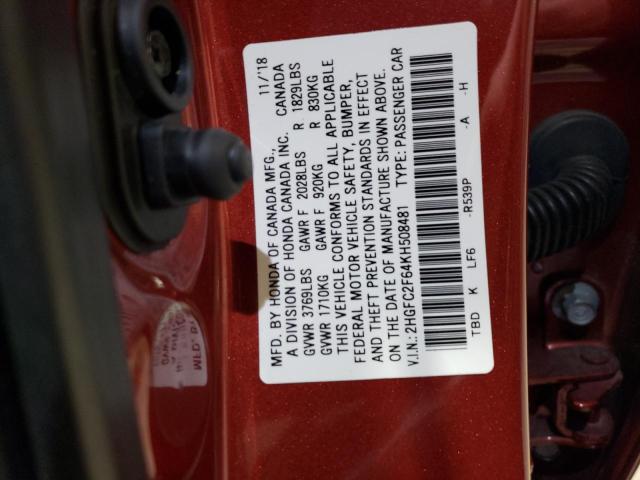 MFD. BY HONDA OF CANADA MFG., 11/'18
A DIVISION OF HONDA CANADA INC. CANADA
GVWR 3769LBS GAWR F 2028LBS R 1829LBS
GVWR 1710KG GAWR F 920KG R 830KG
THIS VEHICLE CONFORMS TO ALL APPLICABLE
FEDERAL MOTOR VEHICLE SAFETY, BUMPER,
AND THEFT PREVENTION STANDARDS IN EFFECT
ON THE DATE OF MANUFACTURE SHOWN ABOVE.
V.I.N.: 2HGFC2F64KH508481 TYPE: PASSENGER CAR
TBD K LF6 -R539P -A -H